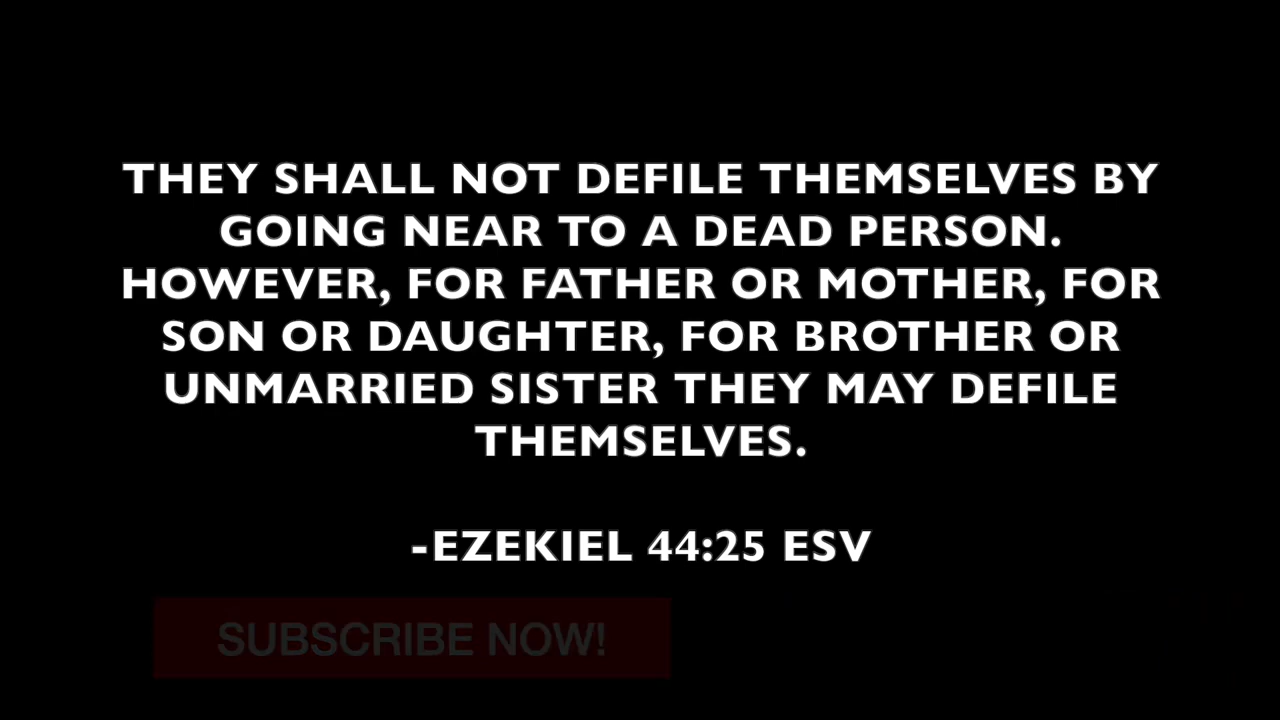 THEY SHALL NOT DEFILE THEMSELVES BY
GOING NEAR TO A DEAD PERSON.
HOWEVER, FOR FATHER OR MOTHER, FOR
SON OR DAUGHTER, FOR BROTHER OR
UNMARRIED SISTER THEY MAY DEFILE
THEMSELVES.
-EZEKIEL 44:25 ESV
SUBSCRIBE NOW!